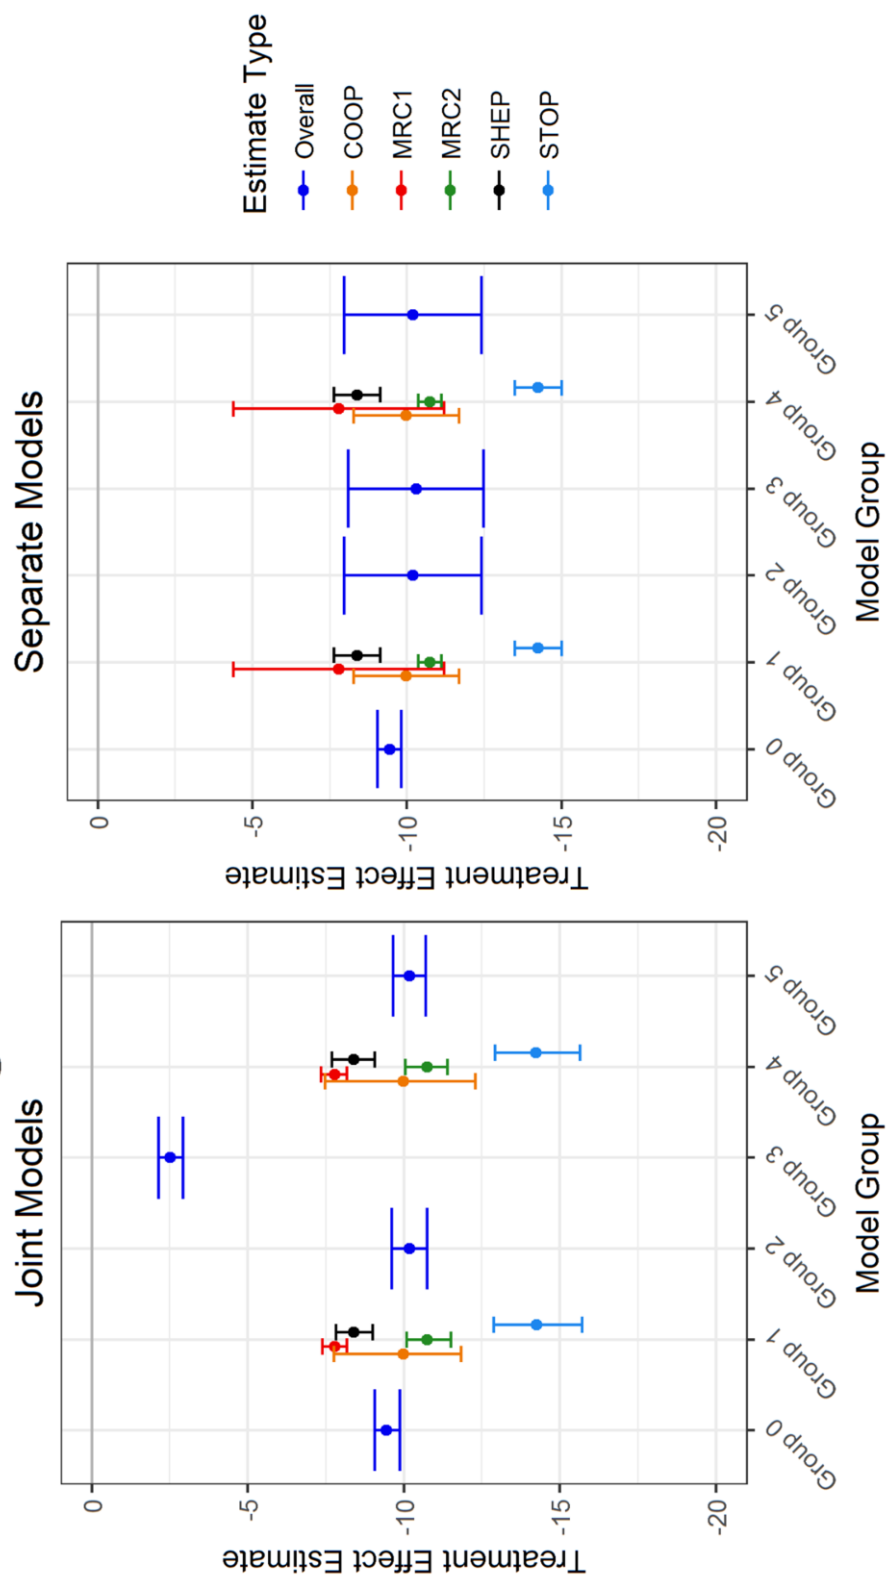 Joint Models
Treatment Effect Estimate
0
-5
-10
-15
-20
Group 0
Group 1
Group 2
Group 3
Group 4
Group 5
Model Group
Separate Models
Treatment Effect Estimate
0
-5
-10
-15
-20
Group 0
Group 1
Group 2
Group 3
Group 4
Group 5
Model Group
Estimate Type
Overall
COOP
MRC1
MRC2
SHEP
STOP